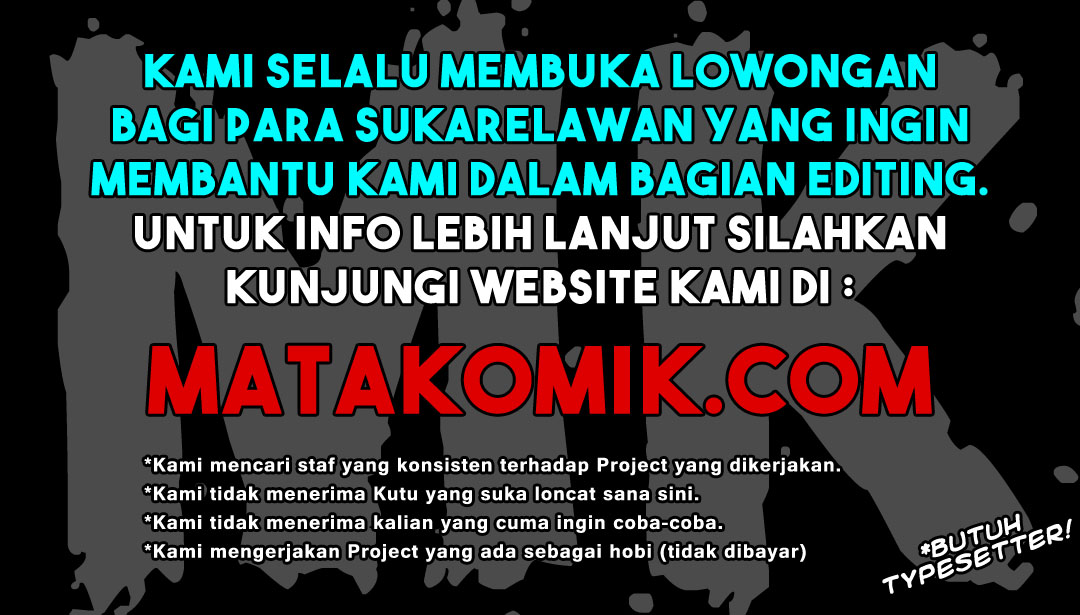 KAMI SELALU MEMBUKA LOWONGAN
BAGI PARA SUKARELAWAN YANG INGIN
MEMBANTU KAMI DALAM BAGIAN EDITING.
UNTUK INFO LEBIH LANJUT SILAHKAN
KUNJUNGI WEBSITE KAMI DI :
MATAKOMIK.COM
*Kami mencari staf yang konsisten terhadap Project yang dikerjakan.
*Kami tidak menerima Kutu yang suka loncat sana sini.
*Kami tidak menerima kalian yang cuma ingin coba-coba.
*Kami mengerjakan Project yang ada sebagai hobi (tidak dibayar)
*BUTUH
TYPESETTER!
MIK